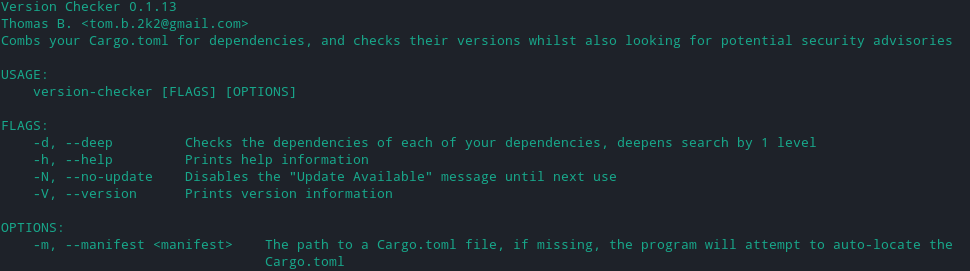 Version Checker 0.1.13
Thomas B. <tom.b.2k2@gmail.com>
Combs your Cargo.toml for dependencies, and checks their versions whilst also looking for potential security advisories

USAGE:
    version-checker [FLAGS] [OPTIONS]

FLAGS:
    -d, --deep         Checks the dependencies of each of your dependencies, deepens search by 1 level
    -h, --help         Prints help information
    -N, --no-update    Disables the "Update Available" message until next use
    -V, --version      Prints version information

OPTIONS:
    -m, --manifest <manifest>    The path to a Cargo.toml file, if missing, the program will attempt to auto-locate the
                                 Cargo.toml